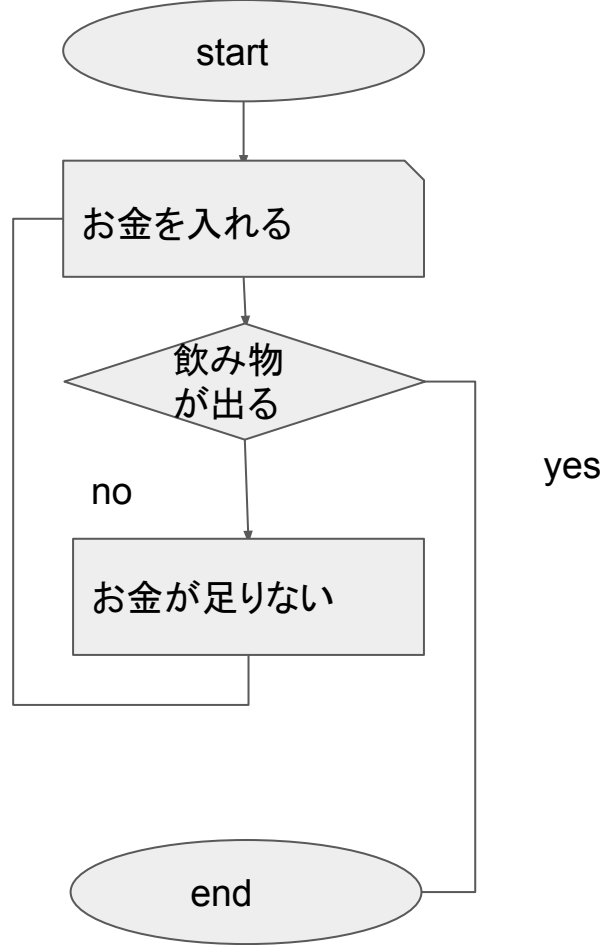 start
お金を入れる
飲み物
が出る
yes
no
お金が足りない
end